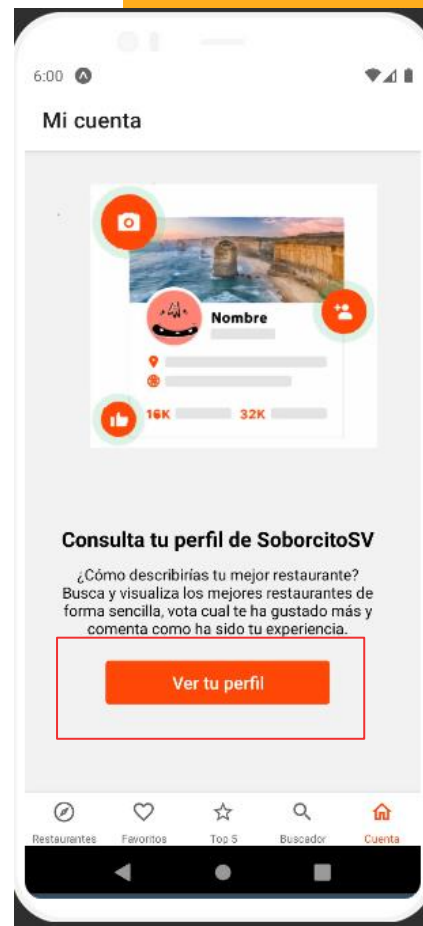 6:00
Mi cuenta
Nombre
16K 32K
Consulta tu perfil de SoborcitoSV
¿Cómo describirías tu mejor restaurante?
Busca y visualiza los mejores restaurantes de
forma sencilla, vota cual te ha gustado más y
comenta como ha sido tu experiencia.
Ver tu perfil
Restaurantes Favoritos Top 5 Buscador Cuenta